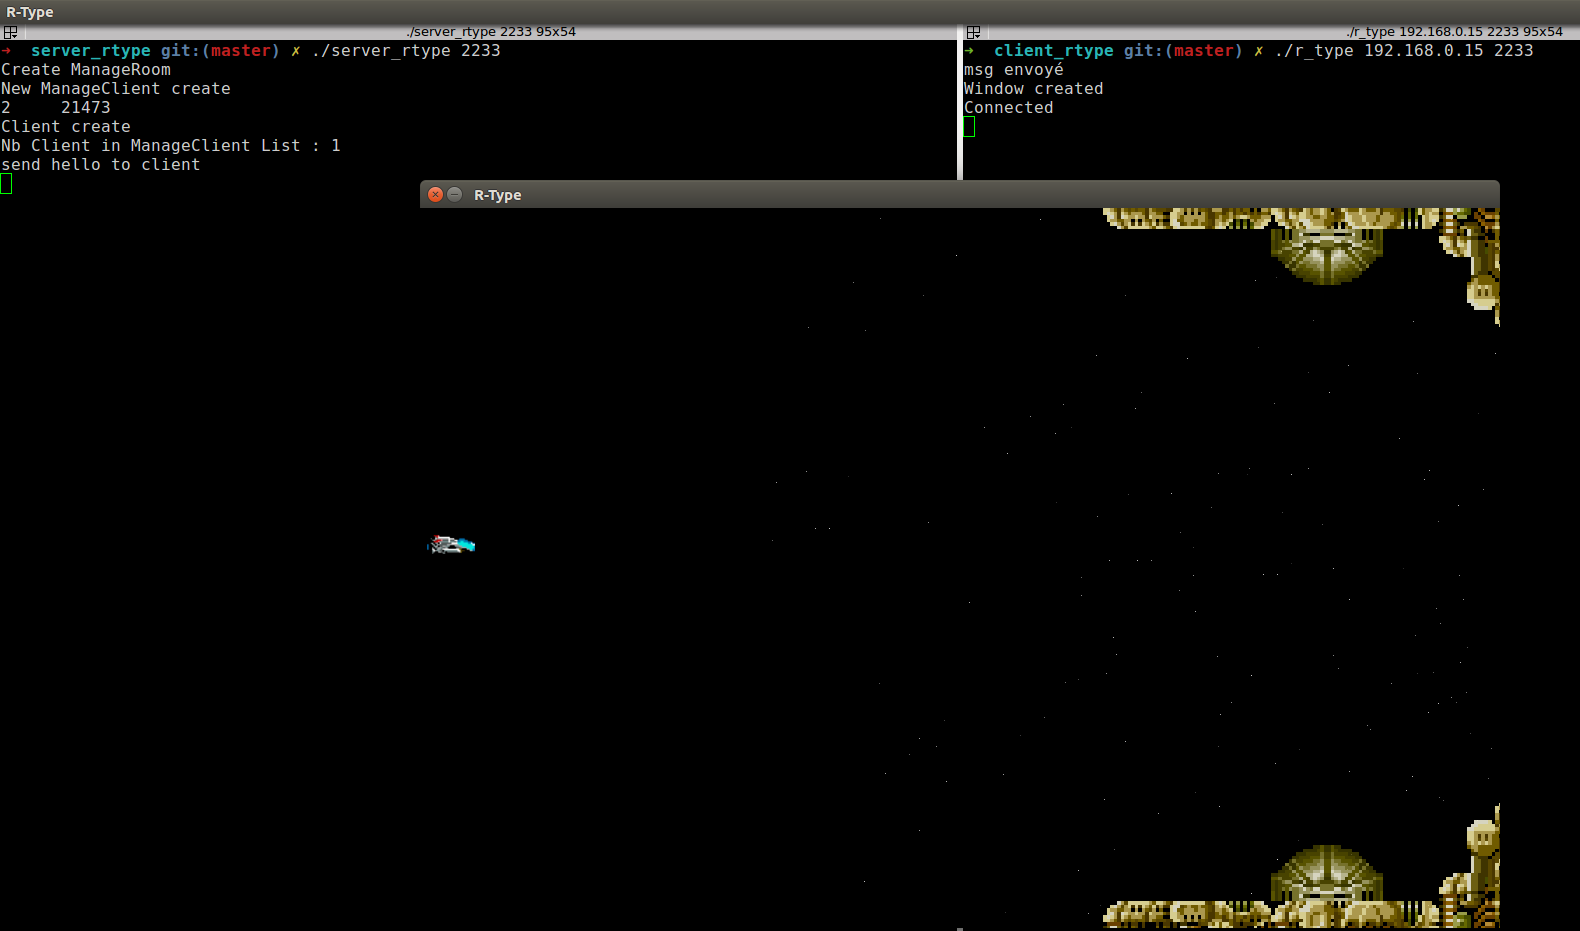 R-Type
./server_rtype 2233 95x54
➜  server_rtype git:(master) ✗ ./server_rtype 2233
Create ManageRoom
New ManageClient create
2     21473
Client create
Nb Client in ManageClient List : 1
send hello to client
./r_type 192.168.0.15 2233 95x54
➜  client_rtype git:(master) ✗ ./r_type 192.168.0.15 2233
msg envoyé
Window created
Connected
R-Type